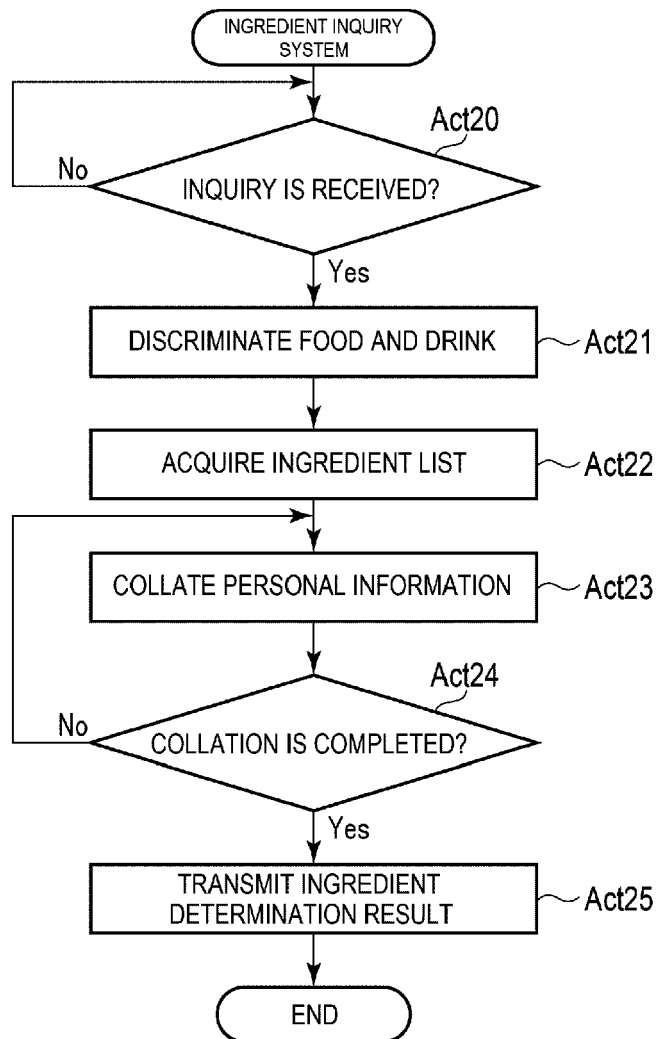 INGREDIENT INQUIRY
SYSTEM
Act20
No
INQUIRY IS RECEIVED?
Yes
DISCRIMINATE FOOD AND DRINK
Act21
ACQUIRE INGREDIENT LIST
Act22
COLLATE PERSONAL INFORMATION
Act23
Act24
No
COLLATION IS COMPLETED?
Yes
TRANSMIT INGREDIENT
DETERMINATION RESULT
Act25
END